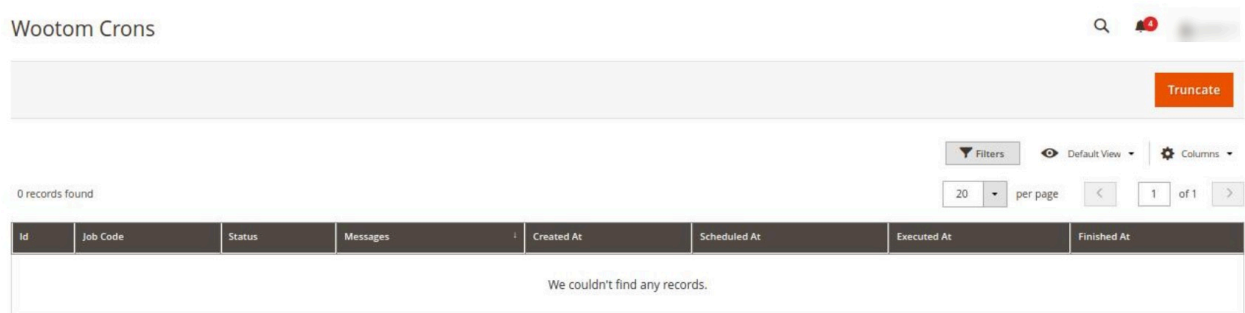 Wootom Crons
4
Truncate
Filters Default View Columns
0 records found 20 per page 1 of 1
Id Job Code Status Messages ↓ Created At Scheduled At Executed At Finished At
We couldn't find any records.